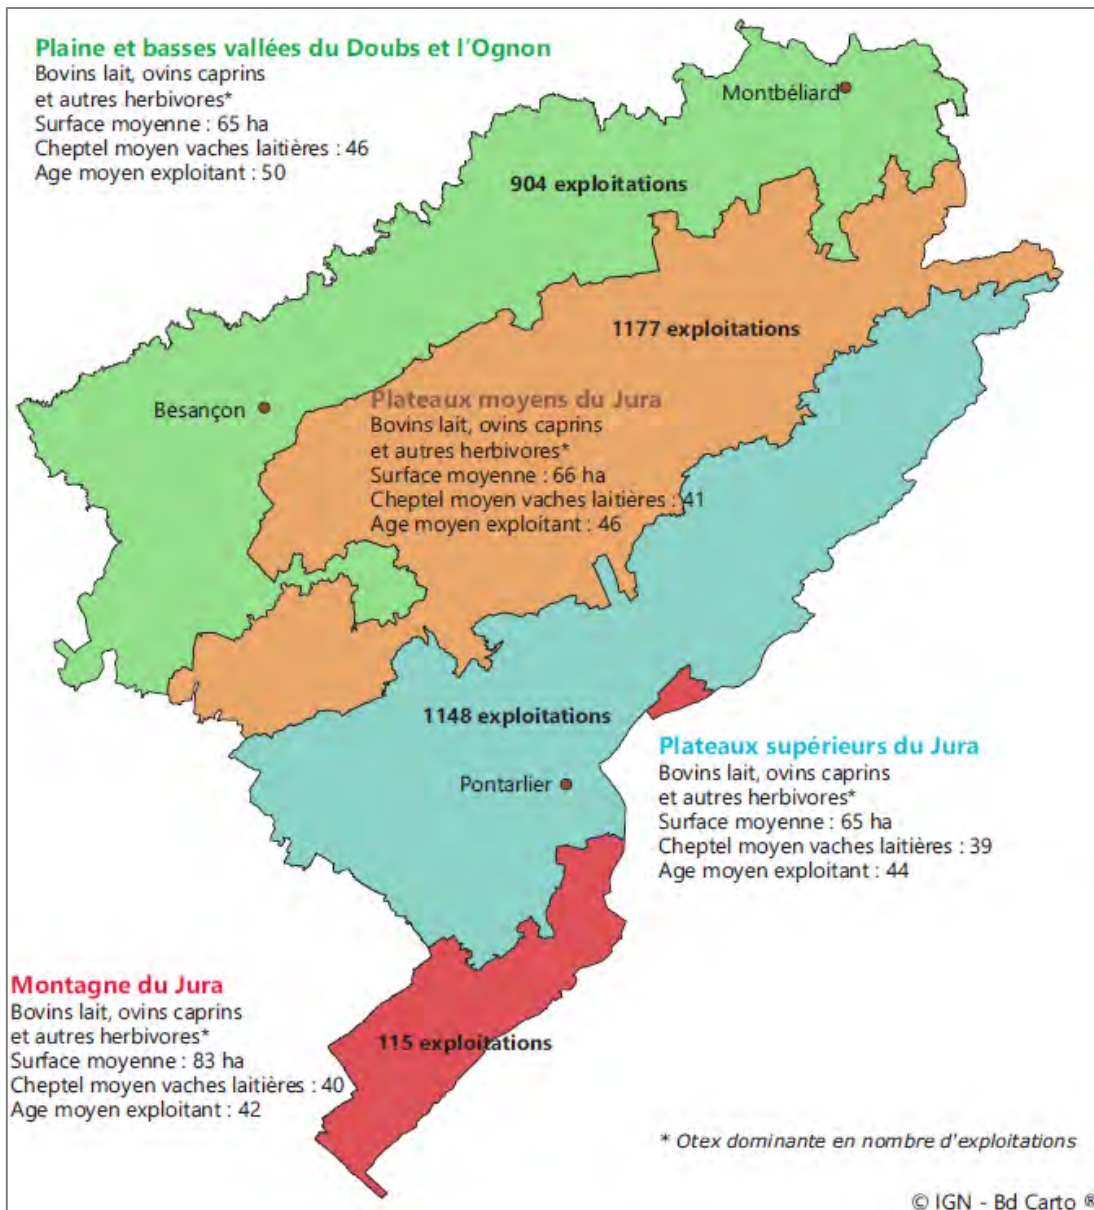 Plaine et basses vallées du Doubs et l'Ognon
Bovins lait, ovins caprins
et autres herbivores*
Surface moyenne : 65 ha
Cheptel moyen vaches laitières : 46
Age moyen exploitant : 50
Montbéliard
904 exploitations
1177 exploitations
Besançon
Plateaux moyens du Jura
Bovins lait, ovins caprins
et autres herbivores*
Surface moyenne : 66 ha
Cheptel moyen vaches laitières : 41
Age moyen exploitant : 46
1148 exploitations
Pontarlier
Plateaux supérieurs du Jura
Bovins lait, ovins caprins
et autres herbivores*
Surface moyenne : 65 ha
Cheptel moyen vaches laitières : 39
Age moyen exploitant : 44
Montagne du Jura
Bovins lait, ovins caprins
et autres herbivores*
Surface moyenne : 83 ha
Cheptel moyen vaches laitières : 40
Age moyen exploitant : 42
115 exploitations
* Otex dominante en nombre d'exploitations
© IGN - Bd Carto ®